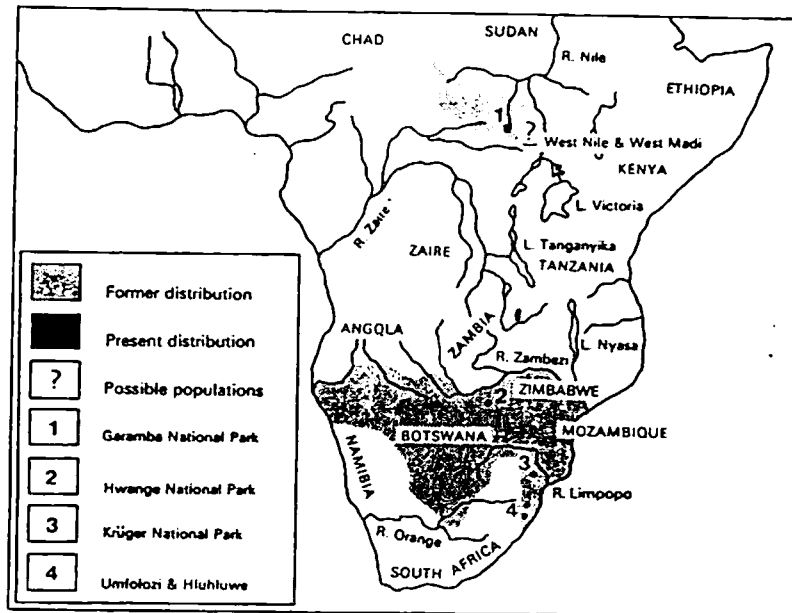 CHAD
SUDAN
R. Nile
ETHIOPIA
1
?
West Nile & West Madi
KENYA
L. Victoria
R. Zaire
ZAIRE
L. Tanganyika
TANZANIA
ANGOLA
ZAMBIA
L. Nyasa
R. Zambezi
2
ZIMBABWE
BOTSWANA
MOZAMBIQUE
NAMIBIA
3
R. Limpopo
4
R. Orange
SOUTH AFRICA
Former distribution
Present distribution
? Possible populations
1 Garamba National Park
2 Hwange National Park
3 Krüger National Park
4 Umfolozi & Hluhluwe